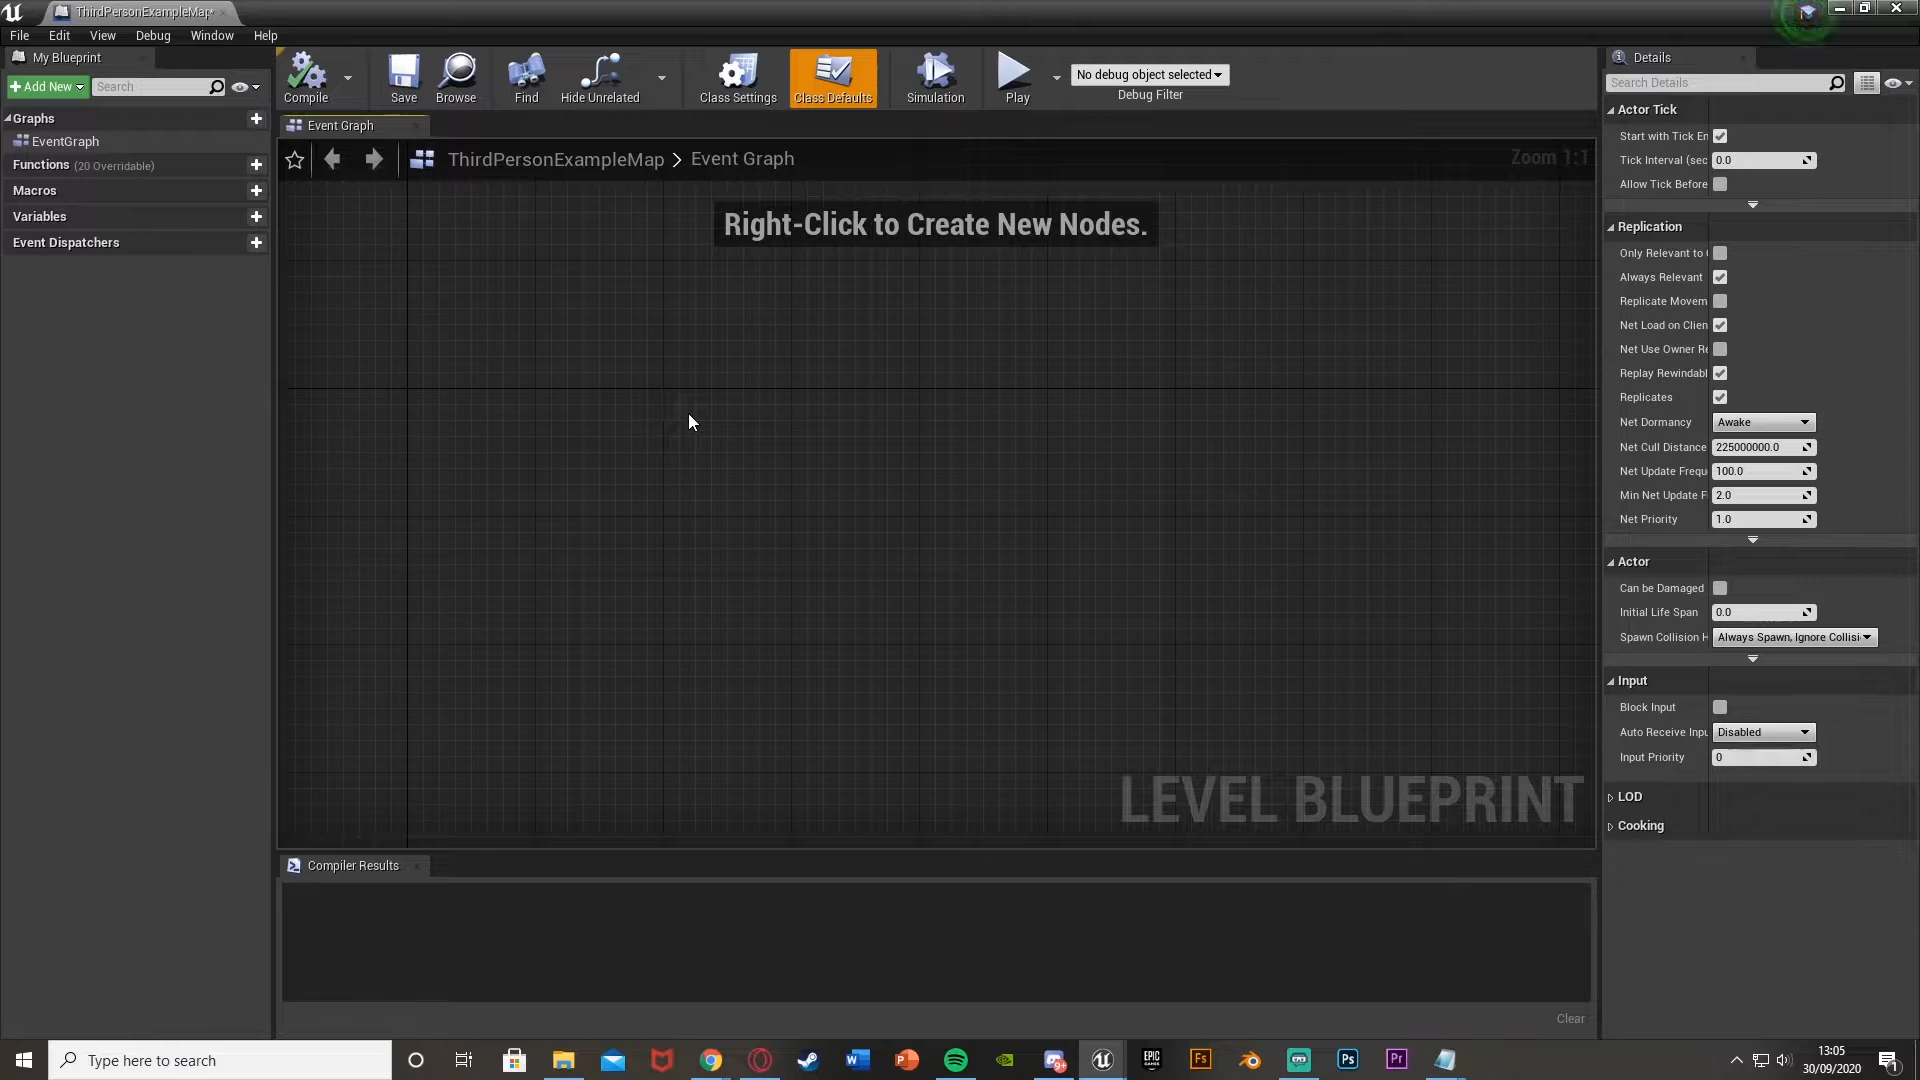 ThirdPersonExampleMap*
File Edit View Debug Window Help
My Blueprint
Add New Search
Graphs
EventGraph
Functions (20 Overridable)
Macros
Variables
Event Dispatchers
Compile Save Browse Find Hide Unrelated Class Settings Class Defaults Simulation Play
No debug object selected
Debug Filter
Event Graph
ThirdPersonExampleMap > Event Graph
Zoom 1:1
Right-Click to Create New Nodes.
LEVEL BLUEPRINT
Compiler Results
Clear
Details
Search Details
Actor Tick
Start with Tick En
Tick Interval (sec 0.0
Allow Tick Before
Replication
Only Relevant to
Always Relevant
Replicate Movem
Net Load on Clien
Net Use Owner Re
Replay Rewindabl
Replicates
Net Dormancy Awake
Net Cull Distance 225000000.0
Net Update Frequ 100.0
Min Net Update F 2.0
Net Priority 1.0
Actor
Can be Damaged
Initial Life Span 0.0
Spawn Collision H Always Spawn, Ignore Collisi
Input
Block Input
Auto Receive Inpu Disabled
Input Priority 0
LOD
Cooking
Type here to search
EPIC GAMES
Fs
Ps
Pr
13:05
30/09/2020